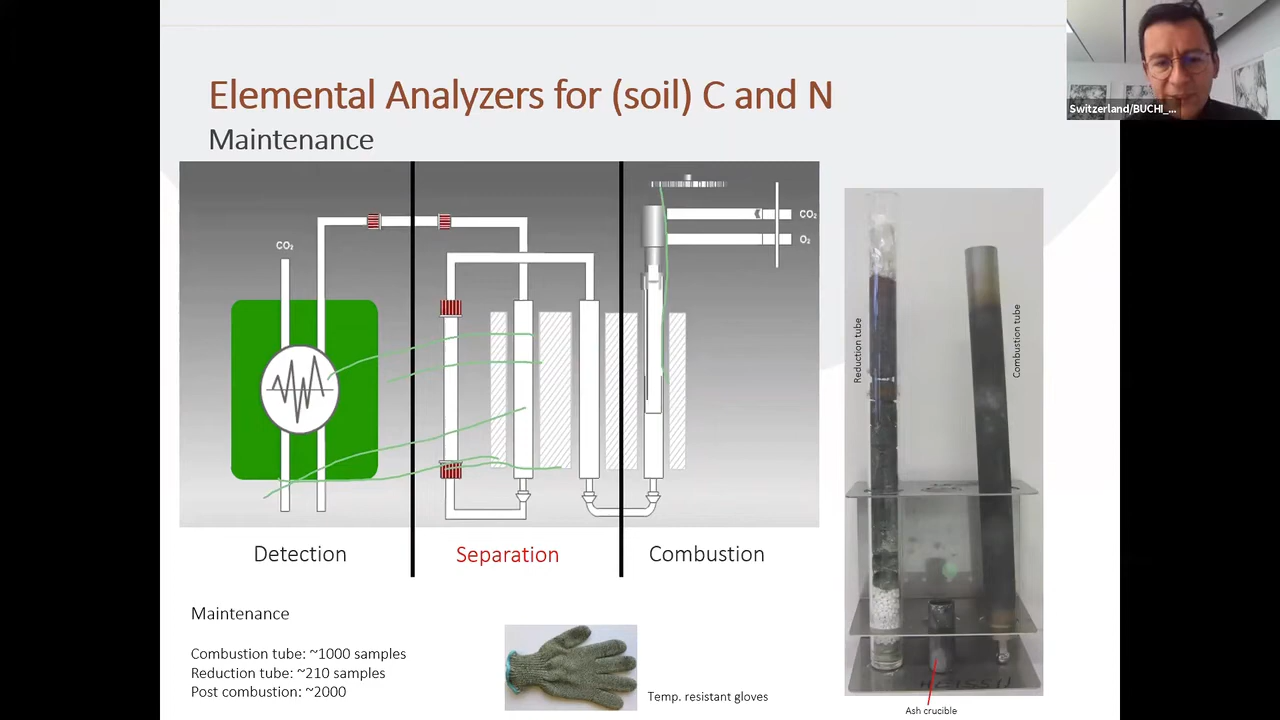 Switzerland/BUCHI_...
Elemental Analyzers for (soil) C and N
Maintenance
CO₂
CO₂
O₂
Reduction tube
Combustion tube
Detection
Separation
Combustion
Maintenance
Combustion tube: ~1000 samples
Reduction tube: ~210 samples
Post combustion: ~2000
Temp. resistant gloves
HEISS!!
Ash crucible